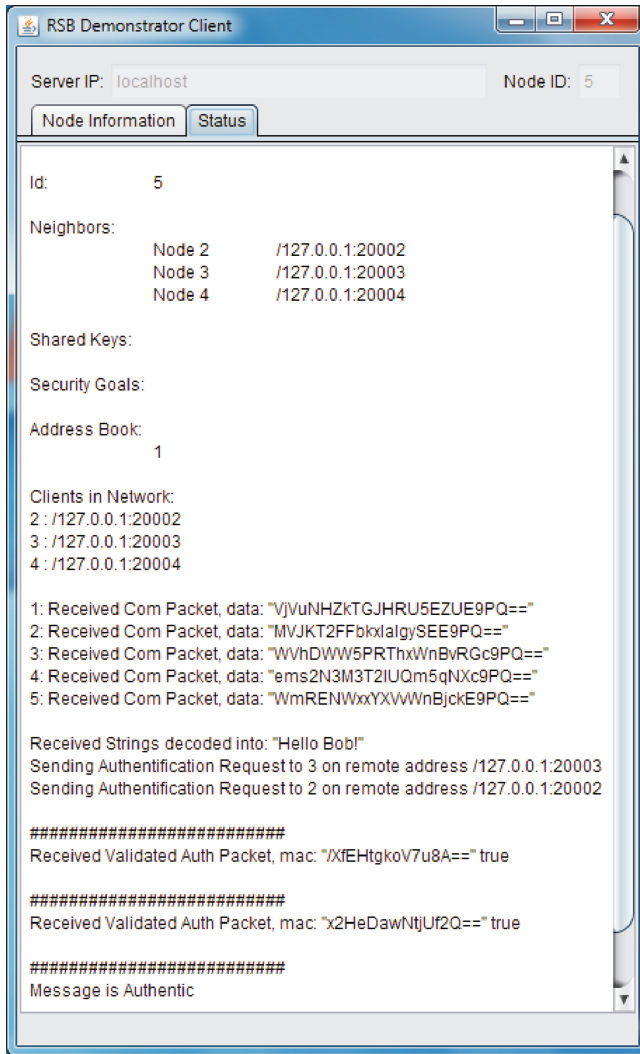 RSB Demonstrator Client
Server IP: localhost Node ID: 5
Node Information Status
Id: 5
Neighbors:
Node 2 /127.0.0.1:20002
Node 3 /127.0.0.1:20003
Node 4 /127.0.0.1:20004
Shared Keys:
Security Goals:
Address Book:
1
Clients in Network:
2 : /127.0.0.1:20002
3 : /127.0.0.1:20003
4 : /127.0.0.1:20004
1: Received Com Packet, data: "VjVuNHZkTGJHRU5EZUE9PQ=="
2: Received Com Packet, data: "MVJKT2FFbkxlalgySEE9PQ=="
3: Received Com Packet, data: "WVhDWW5PRThxWnBvRGc9PQ=="
4: Received Com Packet, data: "ems2N3M3T2lUQm5qNXc9PQ=="
5: Received Com Packet, data: "WmRENWxxYXVvWnBjckE9PQ=="
Received Strings decoded into: "Hello Bob!"
Sending Authentification Request to 3 on remote address /127.0.0.1:20003
Sending Authentification Request to 2 on remote address /127.0.0.1:20002
##########################
Received Validated Auth Packet, mac: "/XfEHtgkoV7u8A==" true
##########################
Received Validated Auth Packet, mac: "x2HeDawNtjUf2Q==" true
##########################
Message is Authentic